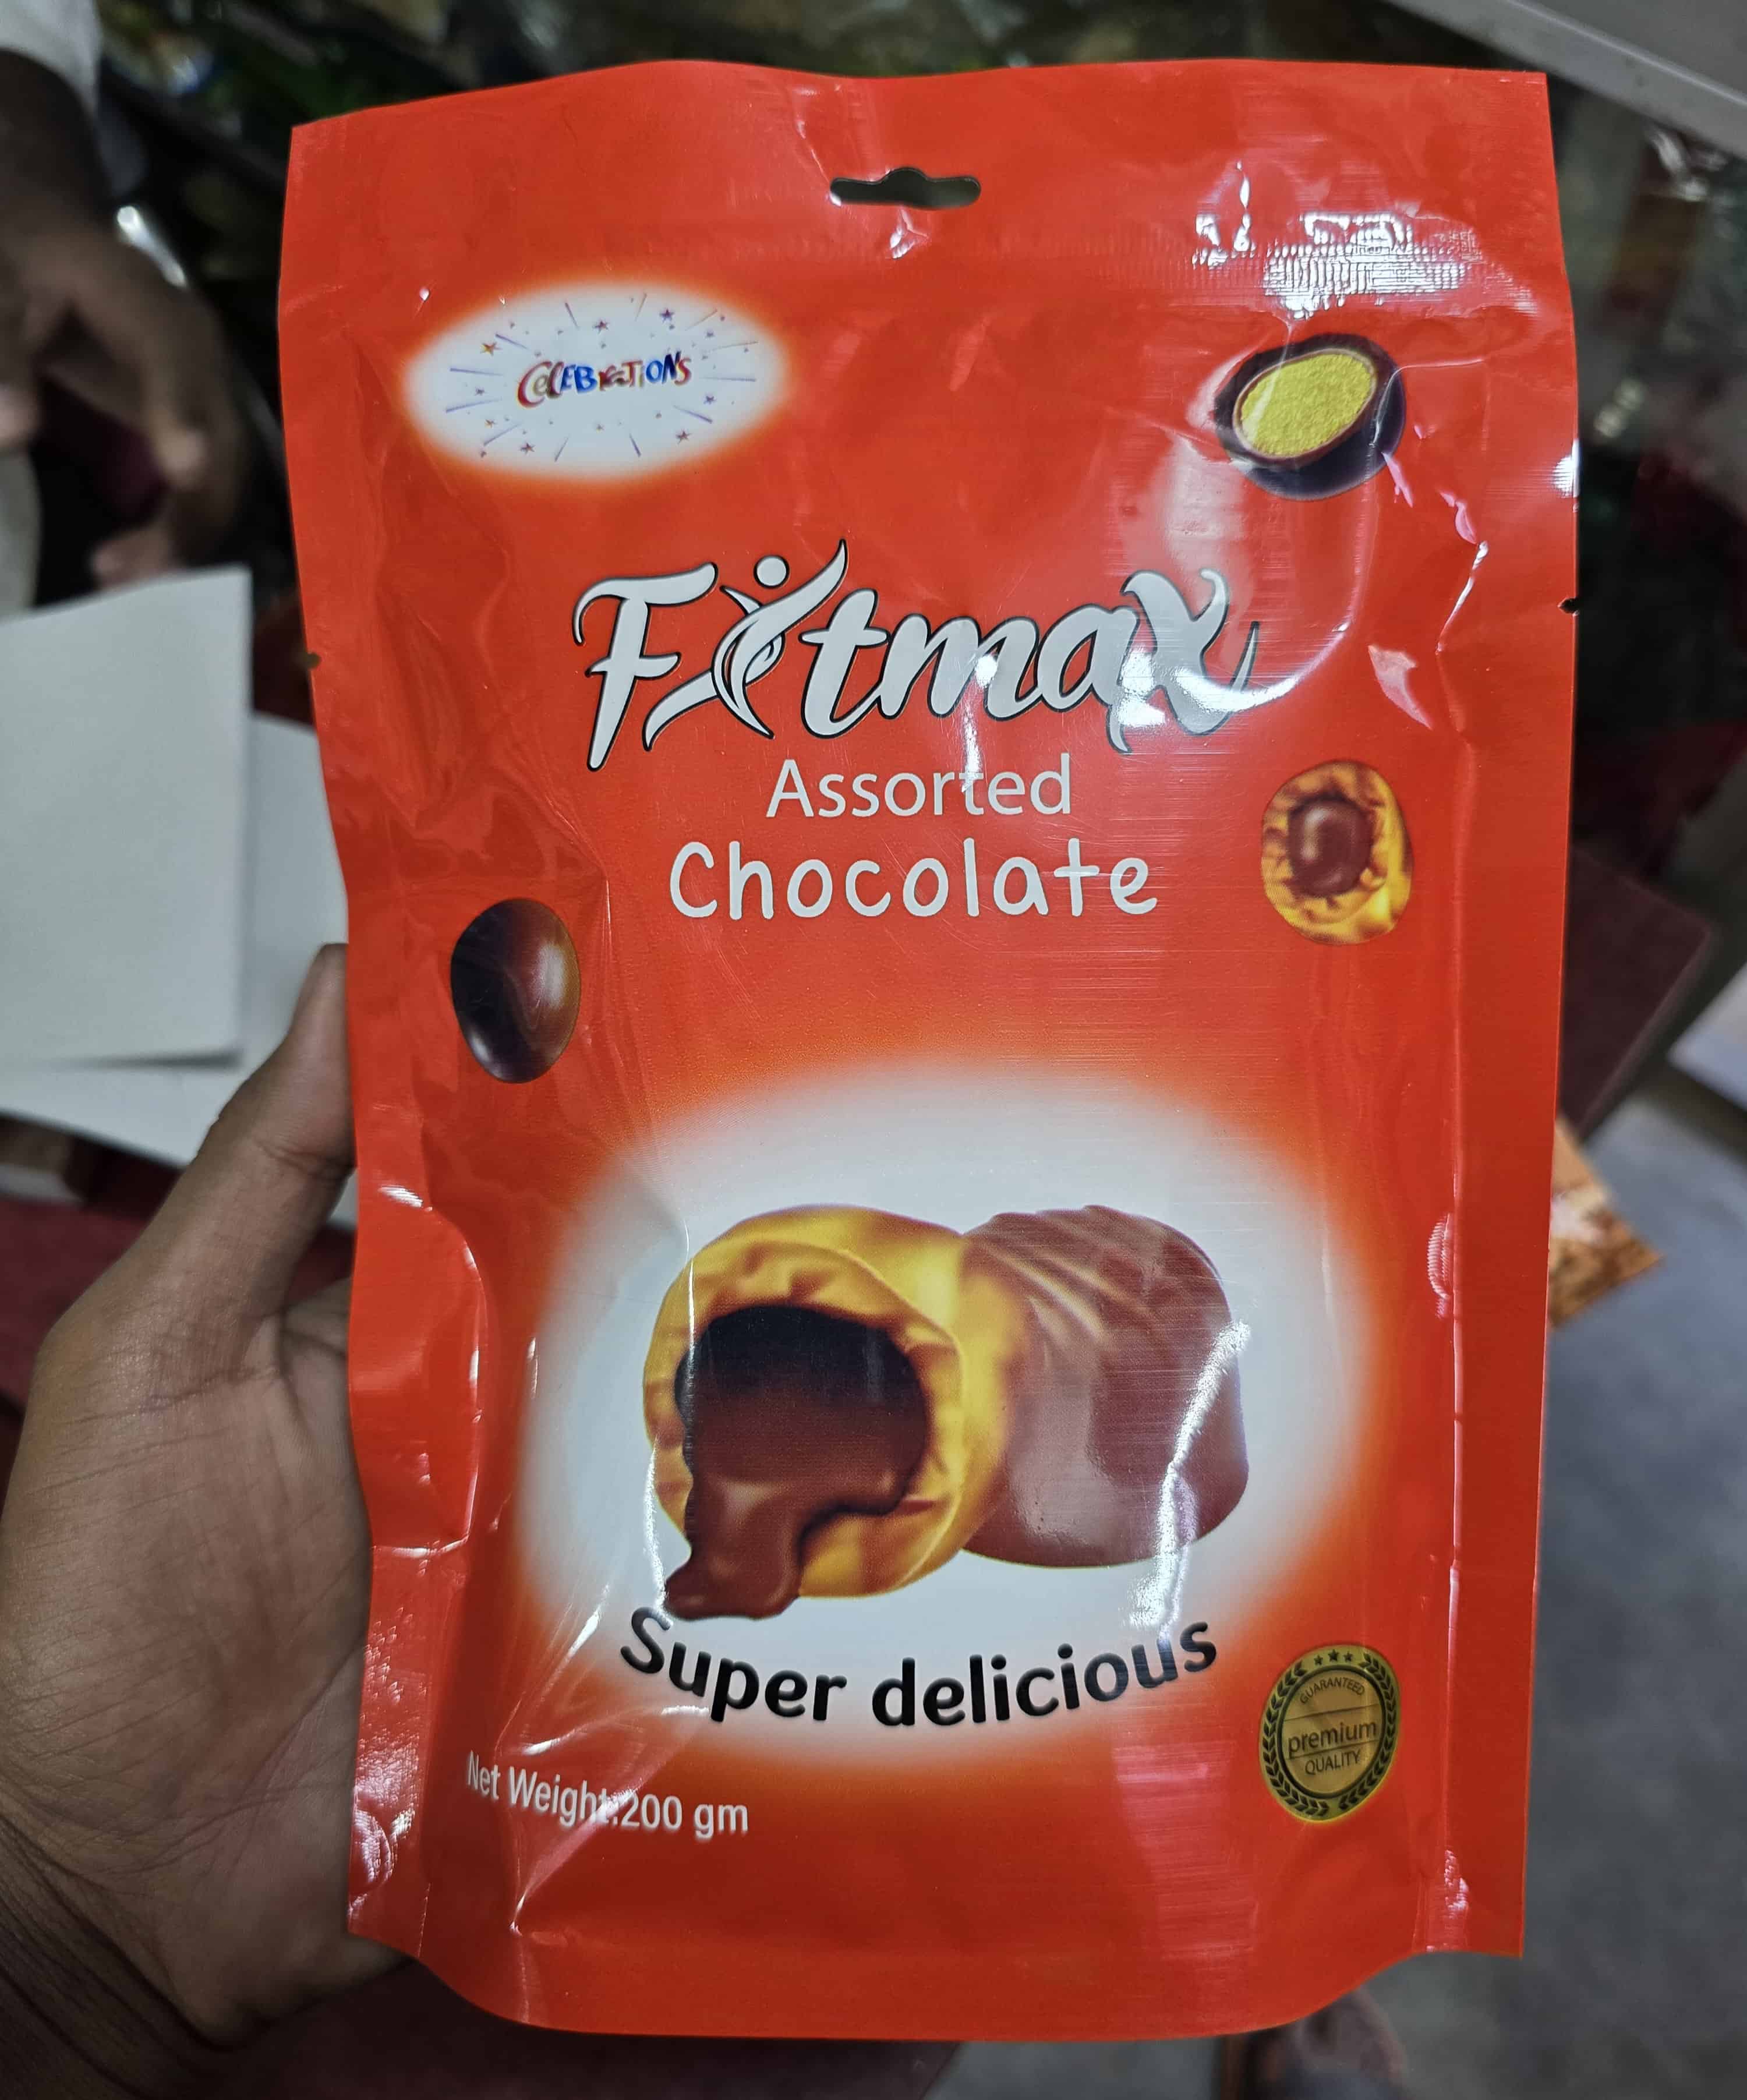 CELEBRATIONS
Fitmax
Assorted
Chocolate
Super delicious
Net Weight:200 gm
GUARANTEED
premium
QUALITY